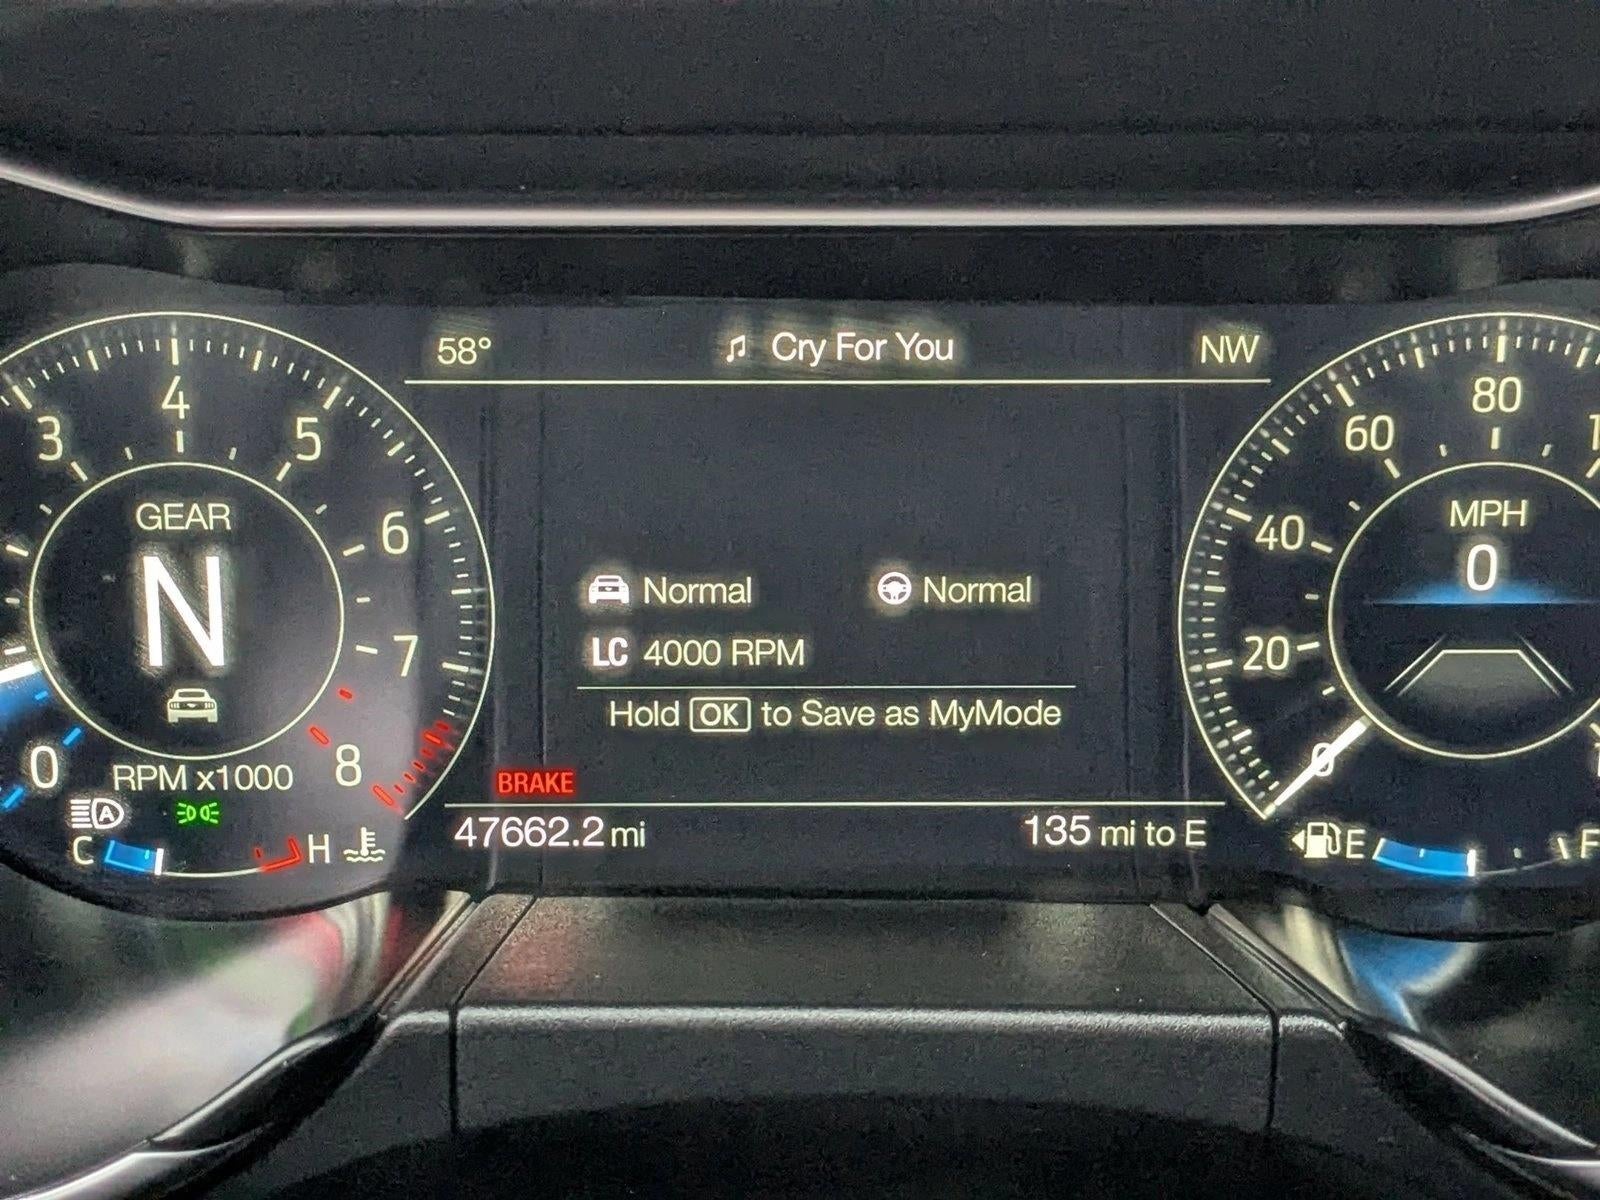 58° Cry For You NW
3 4 5 6 7 8 0
GEAR
N
RPM x1000
A
C H
Normal Normal
LC 4000 RPM
Hold OK to Save as MyMode
BRAKE
47662.2 mi 135 mi to E
0 20 40 60 80
MPH
0
E F